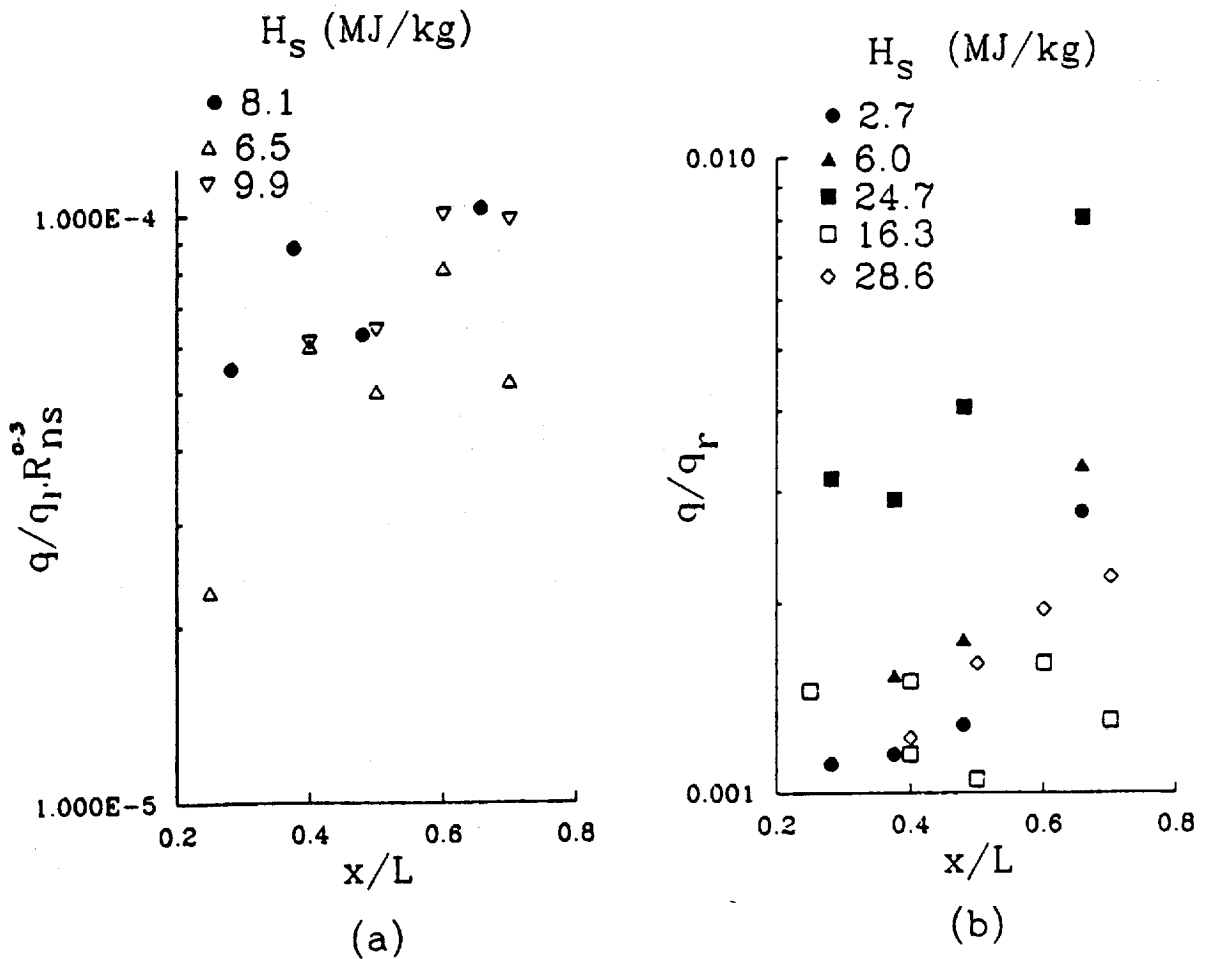 H_s (MJ/kg)
● 8.1
△ 6.5
▽ 9.9
1.000E-4
1.000E-5
q/q_l.R_ns^0.3
0.2 0.4 0.6 0.8
x/L
(a)
H_s (MJ/kg)
● 2.7
▲ 6.0
■ 24.7
□ 16.3
◇ 28.6
0.010
0.001
q/q_r
0.2 0.4 0.6 0.8
x/L
(b)